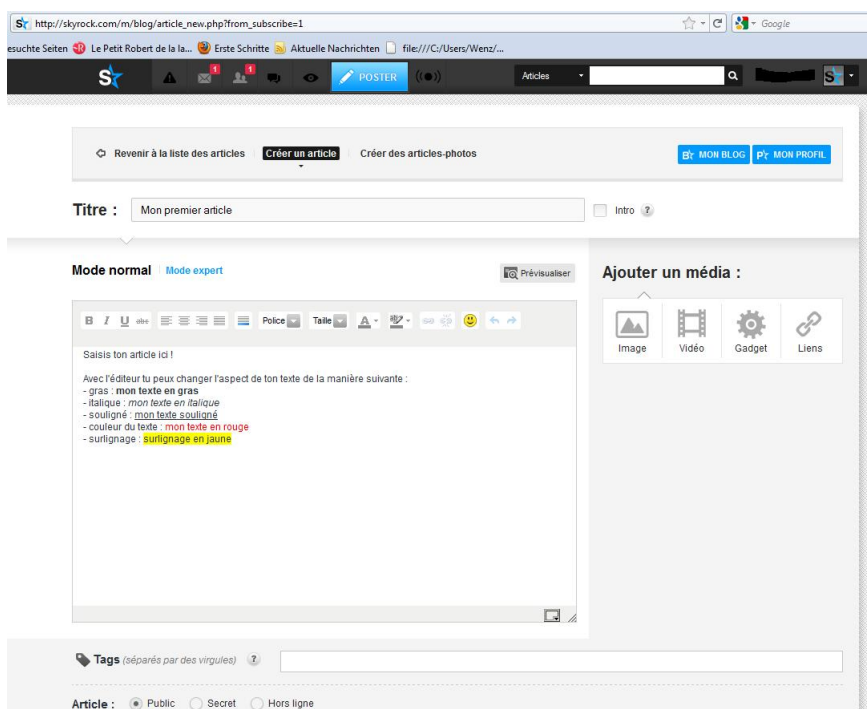 http://skyrock.com/m/blog/article_new.php?from_subscribe=1 Google
esuchte Seiten Le Petit Robert de la la... Erste Schritte Aktuelle Nachrichten file:///C:/Users/Wenz/...
1 1 POSTER Articles
Revenir à la liste des articles Créer un article Créer des articles-photos MON BLOG MON PROFIL
Titre : Mon premier article Intro ?
Mode normal Mode expert Prévisualiser Ajouter un média :
B I U abc Police Taille A
Image Vidéo Gadget Liens
Saisis ton article ici !
Avec l'éditeur tu peux changer l'aspect de ton texte de la manière suivante :
- gras : mon texte en gras
- italique : mon texte en italique
- souligné : mon texte souligné
- couleur du texte : mon texte en rouge
- surlignage : surlignage en jaune
Tags (séparés par des virgules) ?
Article : Public Secret Hors ligne